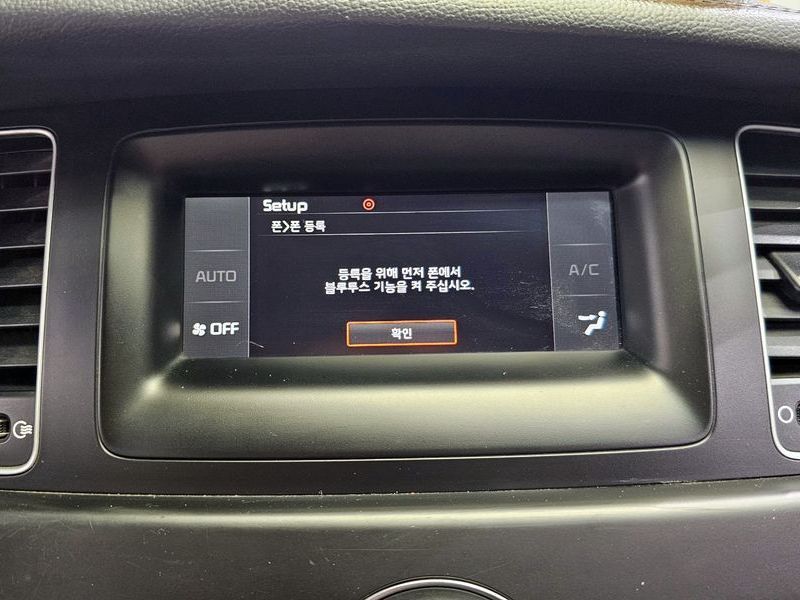 Setup
폰>폰 등록
AUTO
OFF
등록을 위해 먼저 폰에서
블루투스 기능을 켜 주십시오.
확인
A/C